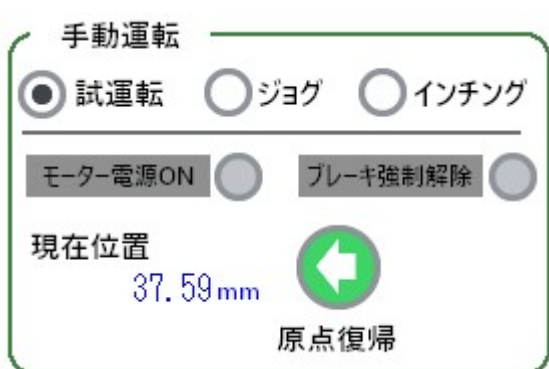 手動運転
試運転 ジョグ インチング
モーター電源ON ブレーキ強制解除
現在位置
37.59mm
原点復帰